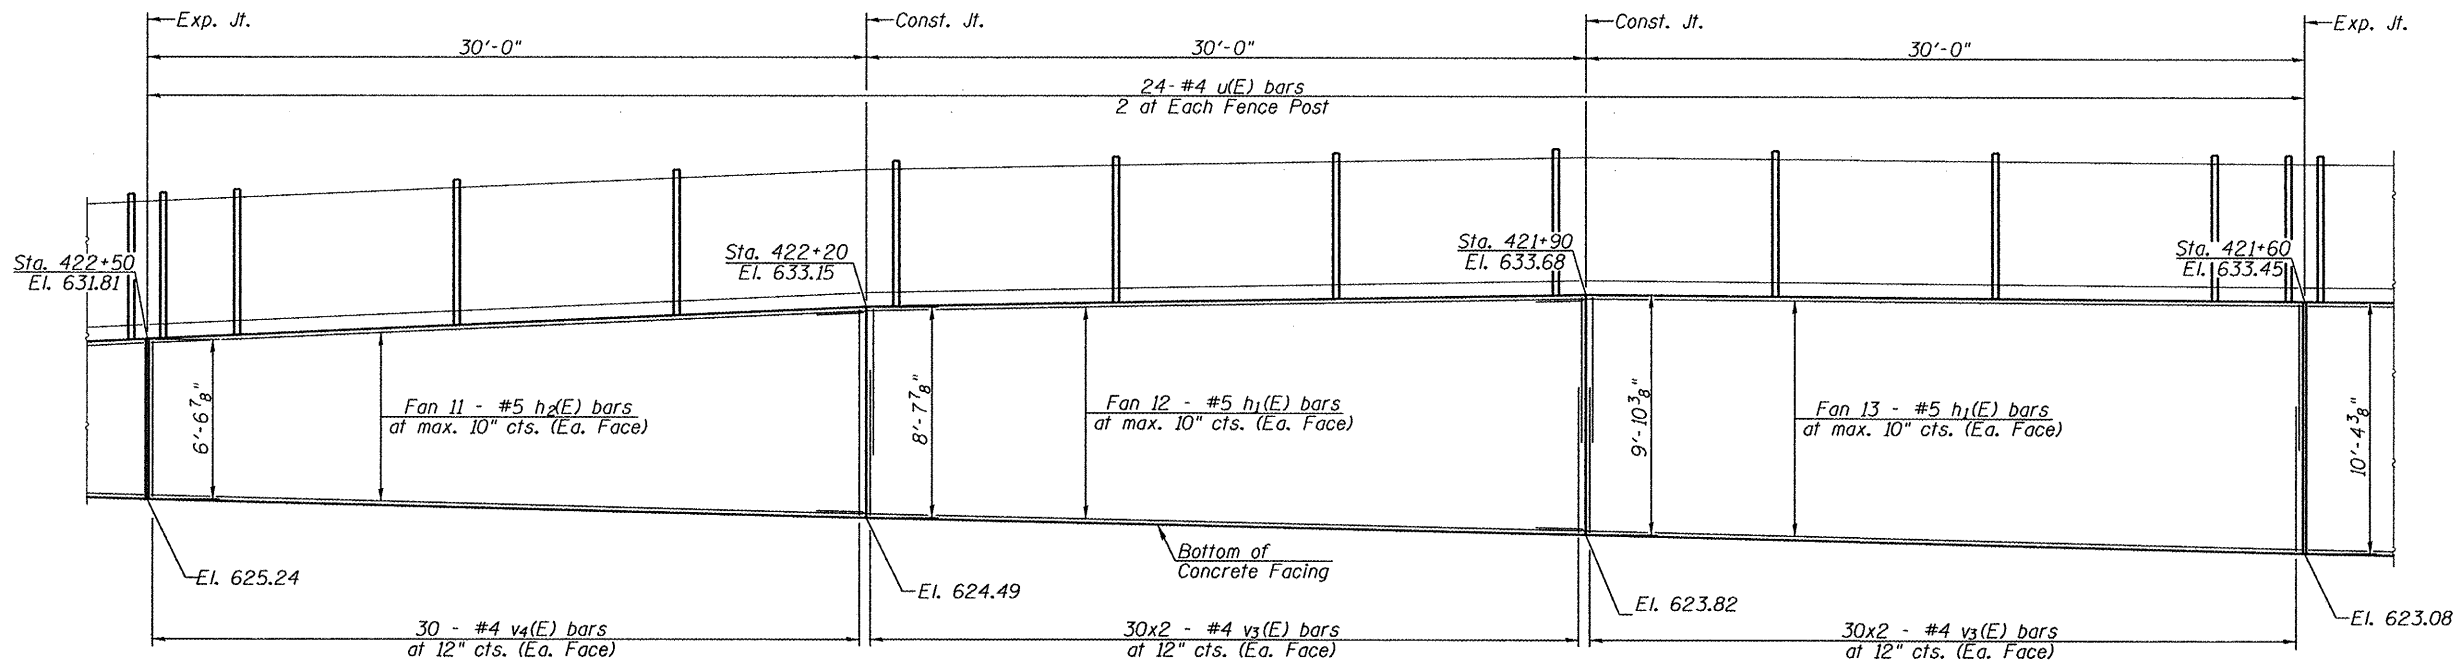 Exp. Jt.
Const. Jt.
Const. Jt.
Exp. Jt.
30'-0"
30'-0"
30'-0"
24- #4 u(E) bars
2 at Each Fence Post
Sta. 422+50
El. 631.81
Sta. 422+20
El. 633.15
Sta. 421+90
El. 633.68
Sta. 421+60
El. 633.45
6'-6 7/8"
Fan 11 - #5 h2(E) bars
at max. 10" cts. (Ea. Face)
8'-7 7/8"
Fan 12 - #5 h1(E) bars
at max. 10" cts. (Ea. Face)
9'-10 3/8"
Fan 13 - #5 h1(E) bars
at max. 10" cts. (Ea. Face)
10'-4 3/8"
Bottom of
Concrete Facing
El. 625.24
El. 624.49
El. 623.82
El. 623.08
30 - #4 v4(E) bars
at 12" cts. (Ea. Face)
30x2 - #4 v3(E) bars
at 12" cts. (Ea. Face)
30x2 - #4 v3(E) bars
at 12" cts. (Ea. Face)